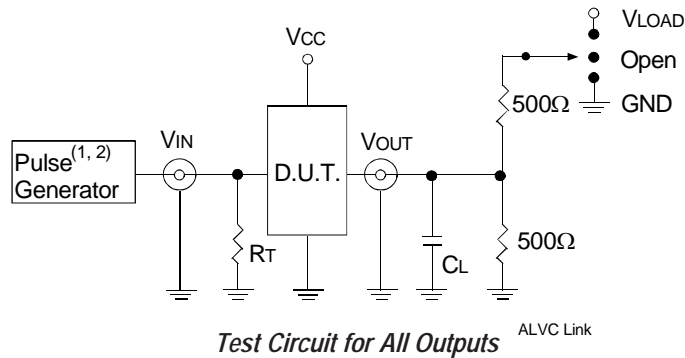 VLOAD
VCC
Open
500Ω
GND
VIN
VOUT
Pulse(1, 2)
Generator
D.U.T.
RT
CL
500Ω
Test Circuit for All Outputs
ALVC Link